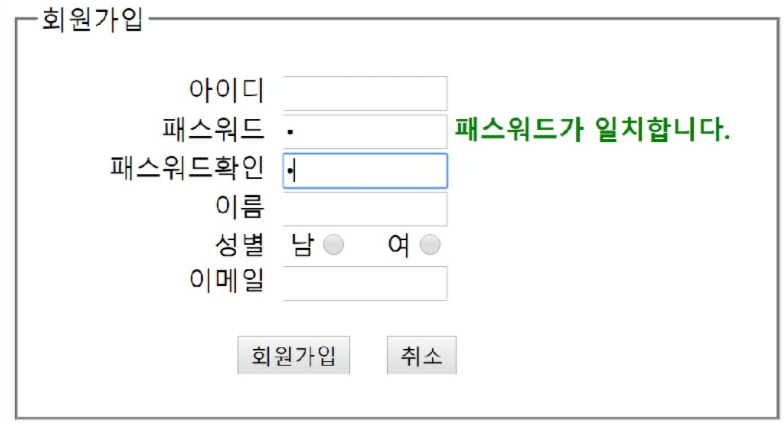 회원가입
아이디
패스워드 • 패스워드가 일치합니다.
패스워드확인 •
이름
성별 남 여
이메일
회원가입 취소